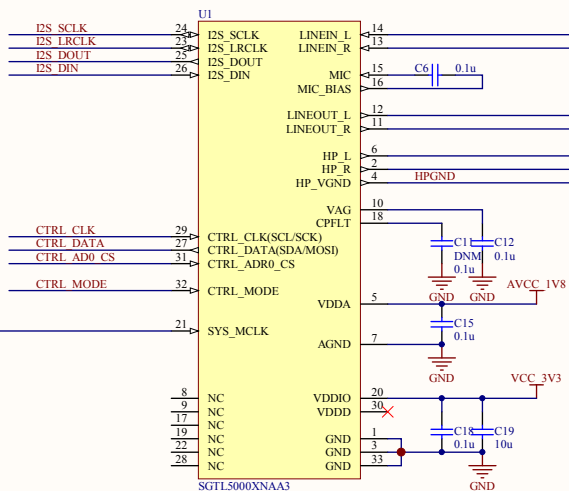 U1
I2S_SCLK 24 I2S_SCLK LINEIN_L 14
I2S_LRCLK 23 I2S_LRCLK LINEIN_R 13
I2S_DOUT 25 I2S_DOUT
I2S_DIN 26 I2S_DIN MIC 15 C6 0.1u
MIC_BIAS 16
LINEOUT_L 12
LINEOUT_R 11
HP_L 6
HP_R 2
HP_VGND 4 HPGND
VAG 10
CPFLT 18
CTRL_CLK 29 CTRL_CLK(SCL/SCK)
CTRL_DATA 27 CTRL_DATA(SDA/MOSI) C11 C12
CTRL_AD0_CS 31 CTRL_ADR0_CS DNM 0.1u
0.1u
CTRL_MODE 32 CTRL_MODE GND GND AVCC_1V8
VDDA 5
21 SYS_MCLK C15
0.1u
AGND 7
GND
VCC_3V3
8 NC VDDIO 20
9 NC VDDD 30
17 NC
19 NC GND 1 C18 C19
22 NC GND 3 0.1u 10u
28 NC GND 33
SGTL5000XNAA3 GND